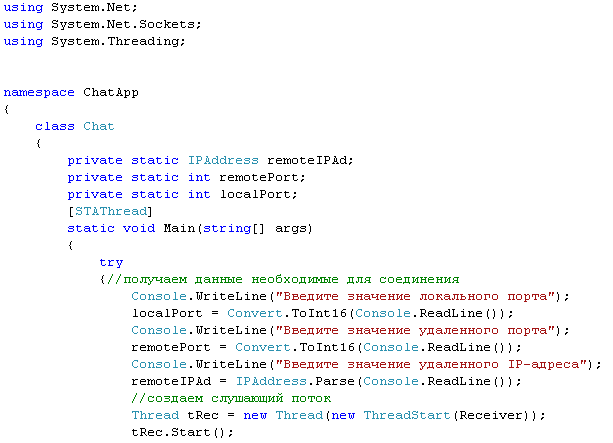 using System.Net;
using System.Net.Sockets;
using System.Threading;
namespace ChatApp
{
class Chat
{
private static IPAddress remoteIPAd;
private static int remotePort;
private static int localPort;
[STAThread]
static void Main(string[] args)
{
try
{//получаем данные необходимые для соединения
Console.WriteLine("Введите значение локального порта");
localPort = Convert.ToInt16(Console.ReadLine());
Console.WriteLine("Введите значение удаленного порта");
remotePort = Convert.ToInt16(Console.ReadLine());
Console.WriteLine("Введите значение удаленного IP-адреса");
remoteIPAd = IPAddress.Parse(Console.ReadLine());
//создаем слушающий поток
Thread tRec = new Thread(new ThreadStart(Receiver));
tRec.Start();